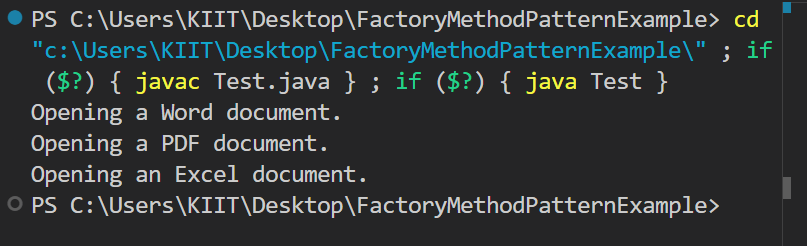 PS C:\Users\KIIT\Desktop\FactoryMethodPatternExample> cd
"c:\Users\KIIT\Desktop\FactoryMethodPatternExample\" ; if
($?) { javac Test.java } ; if ($?) { java Test }
Opening a Word document.
Opening a PDF document.
Opening an Excel document.
PS C:\Users\KIIT\Desktop\FactoryMethodPatternExample>